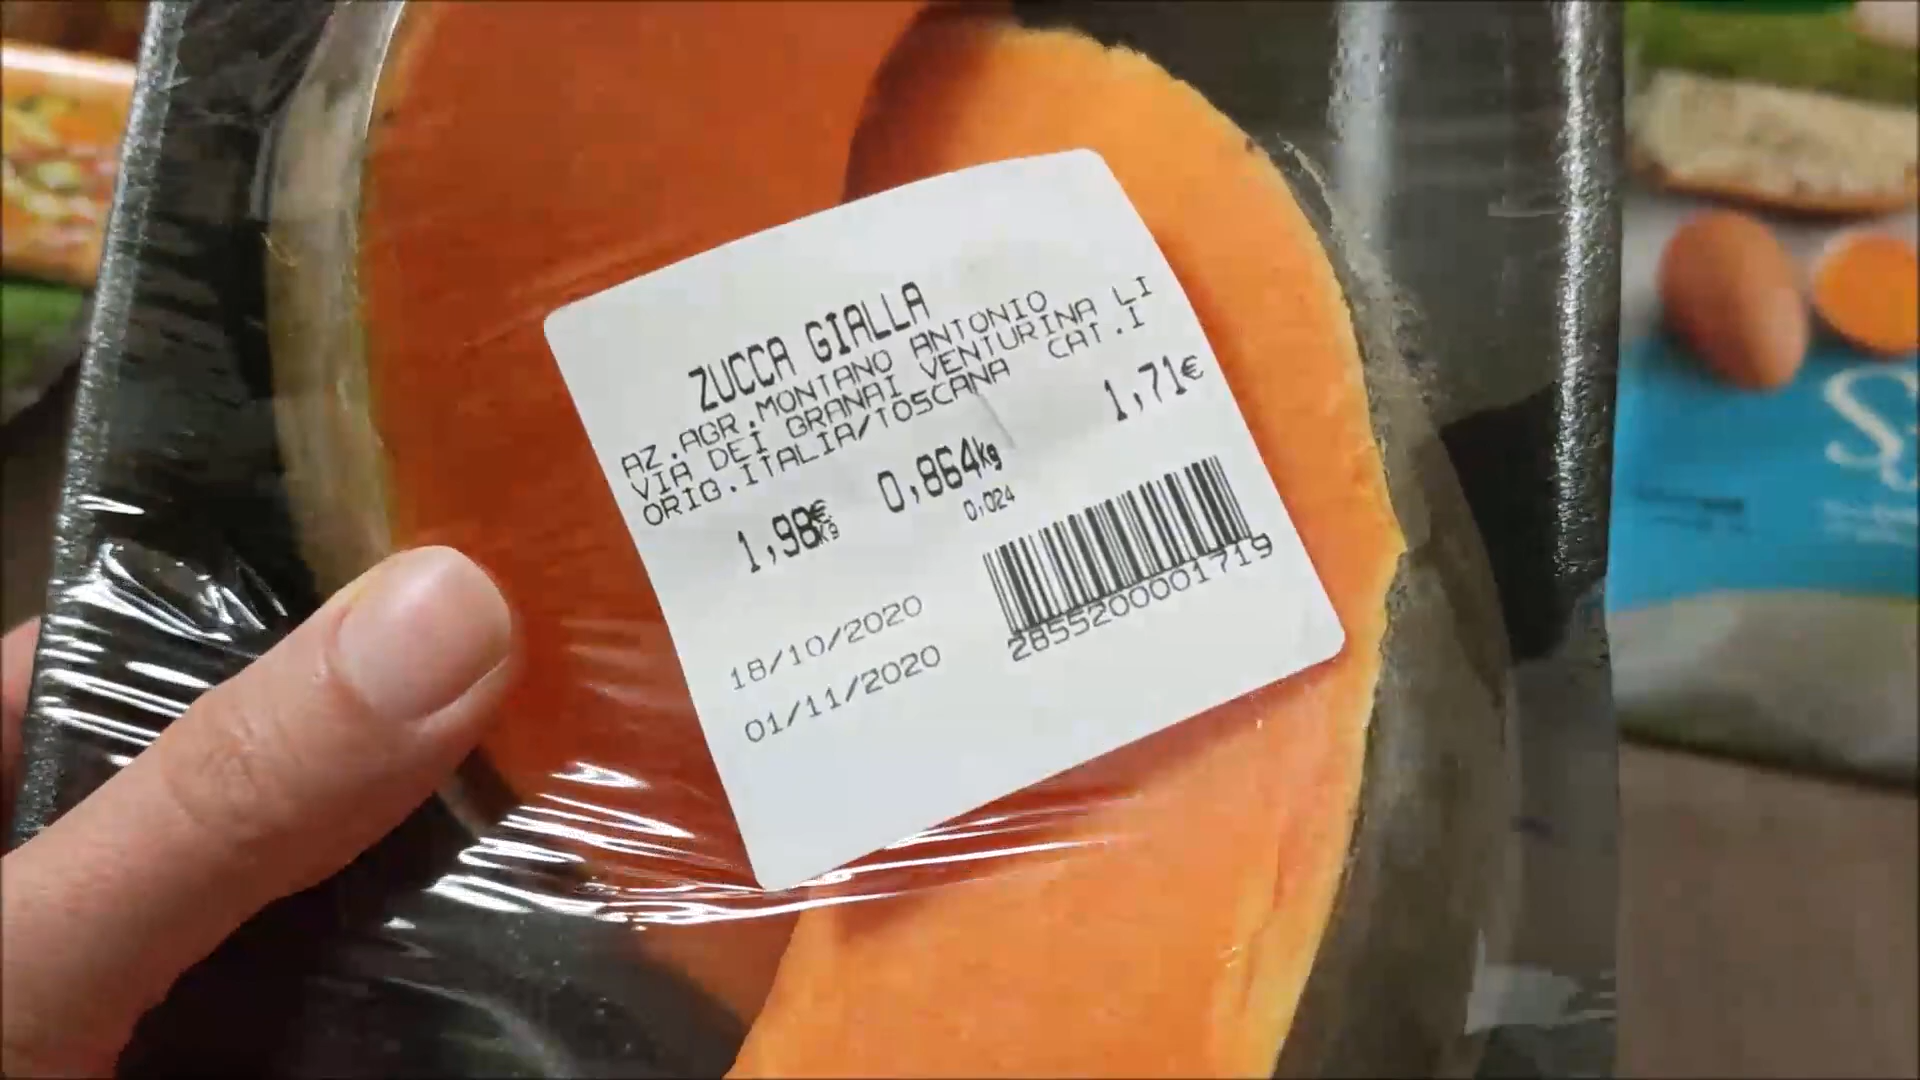 ZUCCA GIALLA
AZ.AGR.MONTANO ANTONIO
VIA DEI GRANAI VENTURINA LI
ORIG.ITALIA/TOSCANA CAT.I
1,98€/kg 0,864kg 1,71€
0,024
18/10/2020
01/11/2020
2855200001719